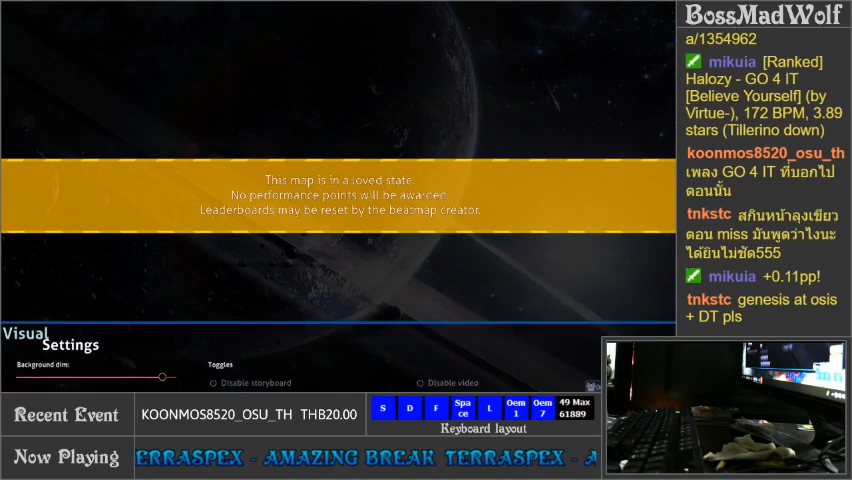 BossMadWolf
a/1354962
mikuia [Ranked]
Halozy - GO 4 IT
[Believe Yourself] (by
Virtue-), 172 BPM, 3.89
stars (Tillerino down)
koonmos8520_osu_th
เพลง GO 4 IT ที่บอกไป
ตอนนั้น
tnkstc สกินหน้าลุงเขียว
ตอน miss มันพูดว่าไงนะ
ได้ยินไม่ชัด555
mikuia +0.11pp!
tnkstc genesis at osis
+ DT pls
This map is in a loved state.
No performance points will be awarded.
Leaderboards may be reset by the beatmap creator.
Visual
Settings
Background dim:
Toggles
Disable storyboard
Disable video
Recent Event
KOONMOS8520_OSU_TH THB20.00
S D F Spa
ce L Oem
1 Oem
7 49 Max
61889
Keyboard layout
Now Playing
ERRASPEX - AMAZING BREAK TERRASPEX - A